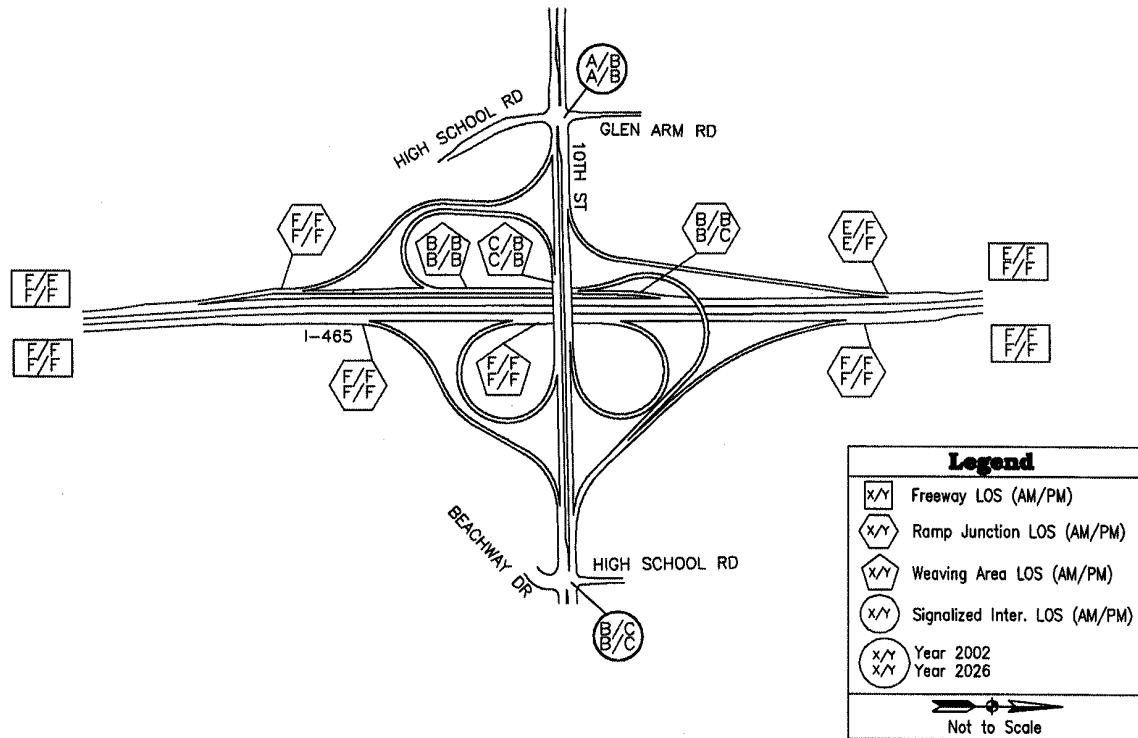 A/B
A/B
HIGH SCHOOL RD
GLEN ARM RD
10TH ST
F/F
F/F
B/B
B/B
C/B
C/B
B/B
B/C
E/F
E/F
F/F
F/F
E/F
F/F
I-465
F/F
F/F
F/F
F/F
F/F
F/F
F/F
F/F
F/F
F/F
BEACHWAY DR
HIGH SCHOOL RD
B/C
B/C
Legend
X/Y Freeway LOS (AM/PM)
X/Y Ramp Junction LOS (AM/PM)
X/Y Weaving Area LOS (AM/PM)
X/Y Signalized Inter. LOS (AM/PM)
X/Y Year 2002
X/Y Year 2026
Not to Scale